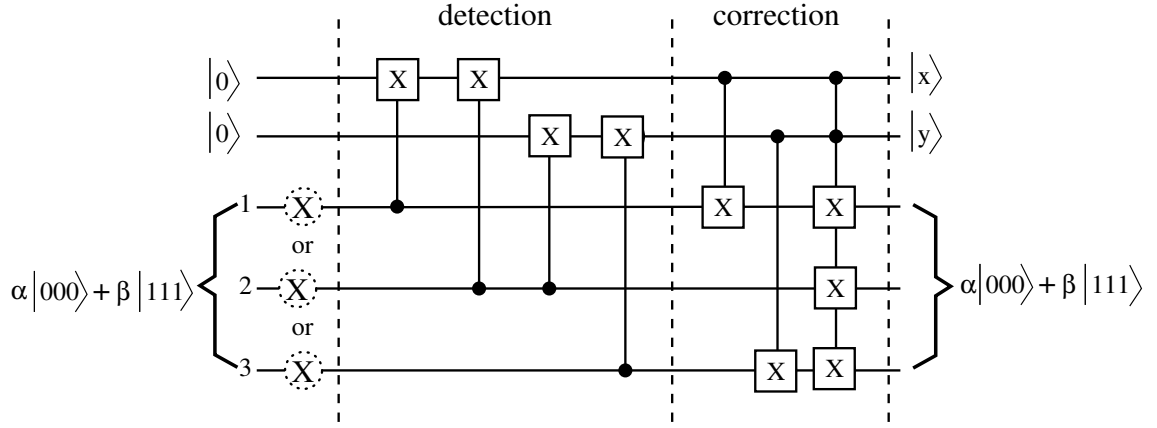 detection correction
|0⟩ X X |x⟩
|0⟩ X X |y⟩
1 X X X
or
α|000⟩ + β|111⟩ 2 X X α|000⟩ + β|111⟩
or
3 X X X